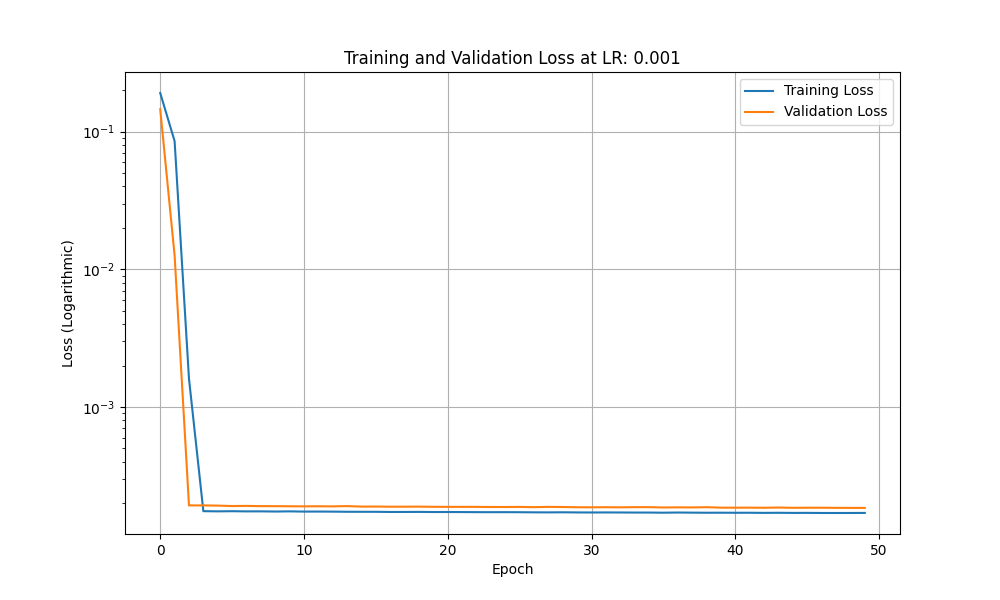 Training and Validation Loss at LR: 0.001
Training Loss
Validation Loss
10⁻¹
10⁻²
10⁻³
Loss (Logarithmic)
0 10 20 30 40 50
Epoch